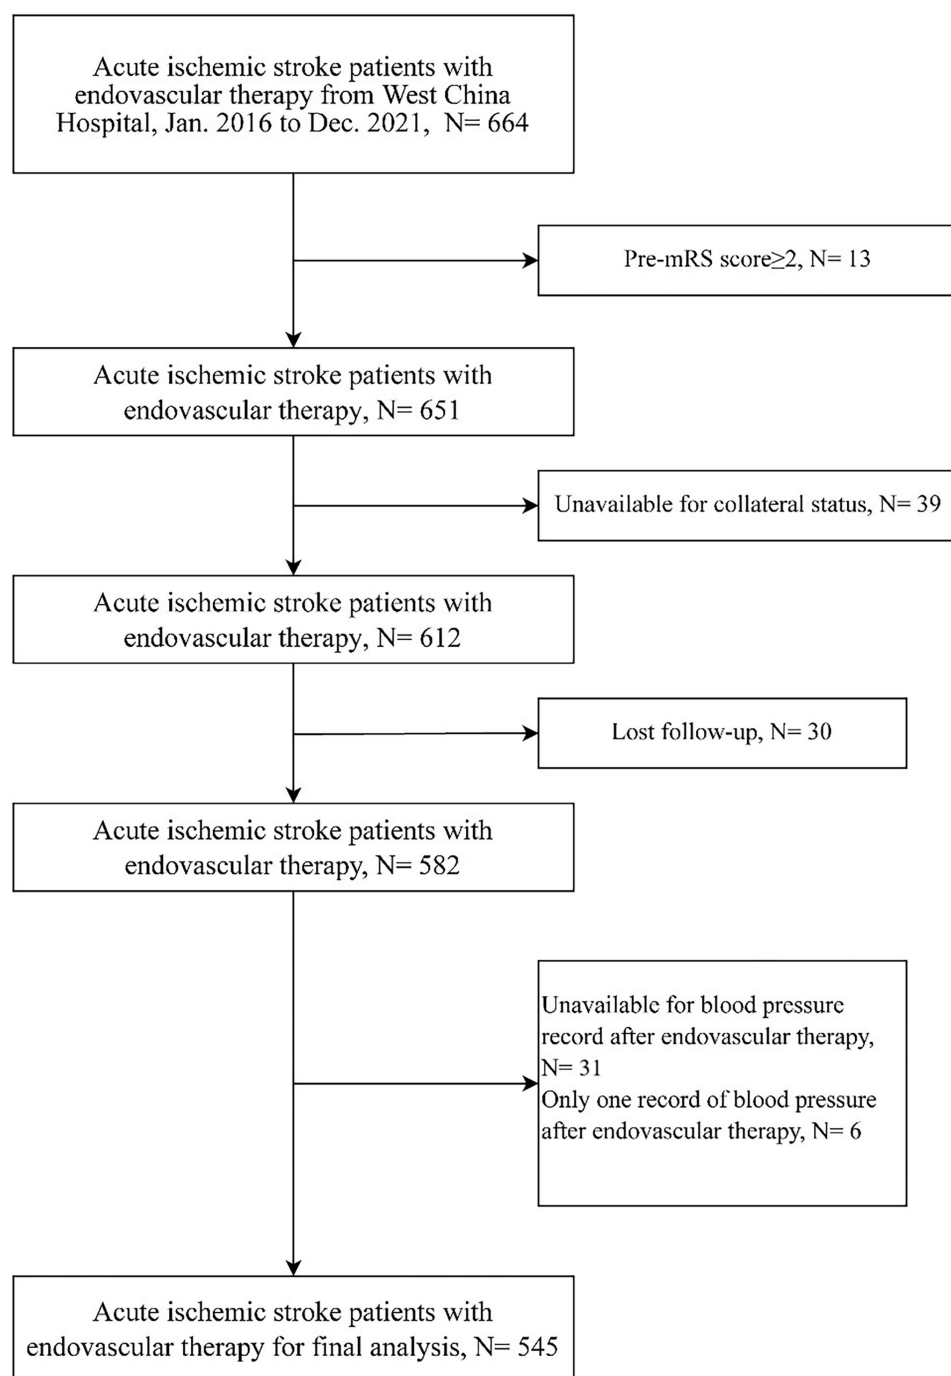 Acute ischemic stroke patients with
endovascular therapy from West China
Hospital, Jan. 2016 to Dec. 2021, N= 664
Pre-mRS score≥2, N= 13
Acute ischemic stroke patients with
endovascular therapy, N= 651
Unavailable for collateral status, N= 39
Acute ischemic stroke patients with
endovascular therapy, N= 612
Lost follow-up, N= 30
Acute ischemic stroke patients with
endovascular therapy, N= 582
Unavailable for blood pressure
record after endovascular therapy,
N= 31
Only one record of blood pressure
after endovascular therapy, N= 6
Acute ischemic stroke patients with
endovascular therapy for final analysis, N= 545